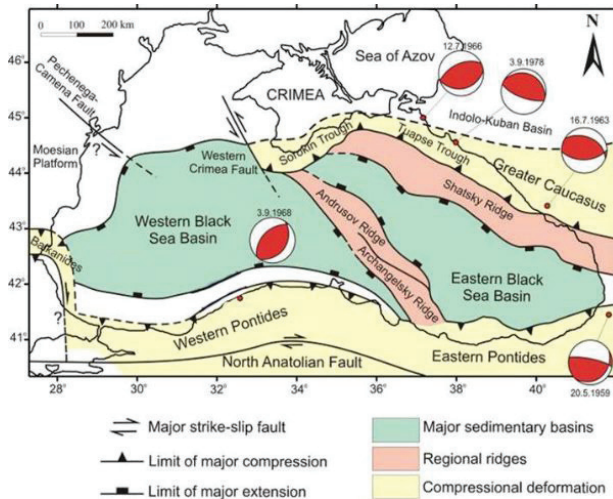 0 100 200 km
N
Sea of Azov
12.7.1966
3.9.1978
46°
Pechenega-
Camena Fault
CRIMEA
Indolo-Kuban Basin
16.7.1963
45°
?
Moesian
Platform
Western
Crimea Fault
Sorokin Trough
Tuapse Trough
Greater Caucasus
44°
Shatsky Ridge
Western Black
Sea Basin
3.9.1968
Andrusov Ridge
43°
Balkanides
Archangelsky Ridge
Eastern Black
Sea Basin
42°
?
41°
Western Pontides
North Anatolian Fault
Eastern Pontides
20.5.1959
28° 30° 32° 34° 36° 38° 40°
Major strike-slip fault
Limit of major compression
Limit of major extension
Major sedimentary basins
Regional ridges
Compressional deformation